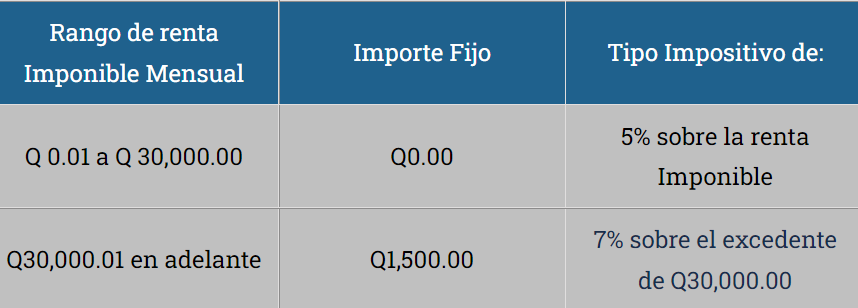 Rango de renta
Imponible Mensual
Importe Fijo
Tipo Impositivo de:
Q 0.01 a Q 30,000.00
Q0.00
5% sobre la renta
Imponible
Q30,000.01 en adelante
Q1,500.00
7% sobre el excedente
de Q30,000.00